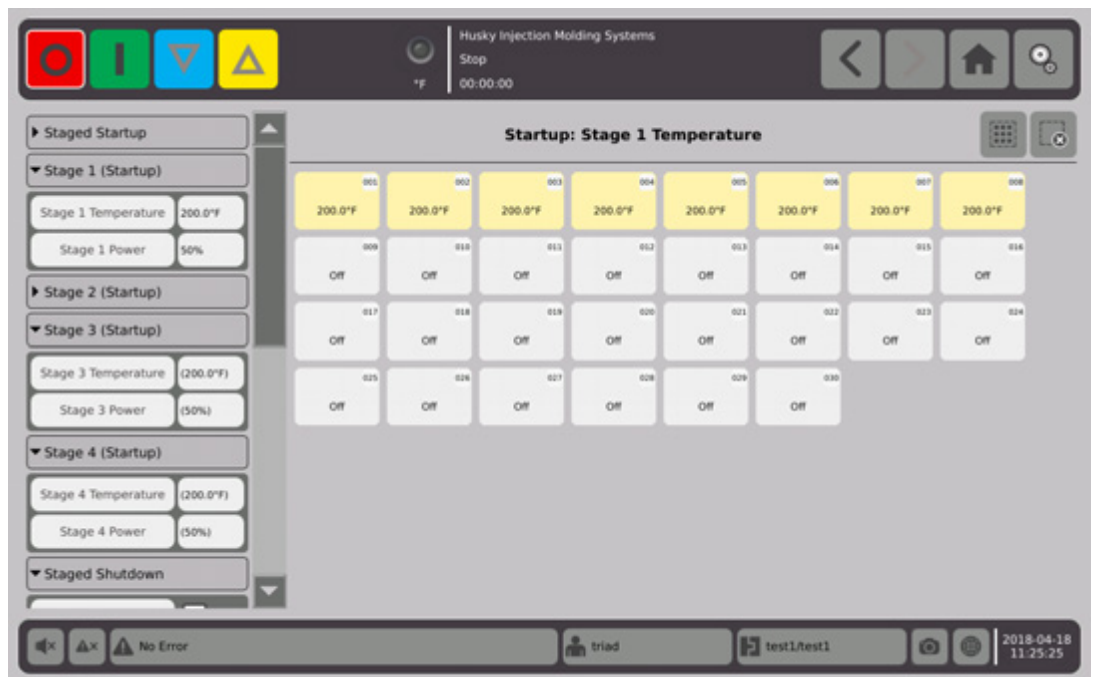 Husky Injection Molding Systems
Stop
°F 00:00:00
Staged Startup
Stage 1 (Startup)
Stage 1 Temperature 200.0°F
Stage 1 Power 50%
Stage 2 (Startup)
Stage 3 (Startup)
Stage 3 Temperature (200.0°F)
Stage 3 Power (50%)
Stage 4 (Startup)
Stage 4 Temperature (200.0°F)
Stage 4 Power (50%)
Staged Shutdown
Startup: Stage 1 Temperature
001 002 003 004 005 006 007 008
200.0°F 200.0°F 200.0°F 200.0°F 200.0°F 200.0°F 200.0°F 200.0°F
009 010 011 012 013 014 015 016
Off Off Off Off Off Off Off Off
017 018 019 020 021 022 023 024
Off Off Off Off Off Off Off Off
025 026 027 028 029 030
Off Off Off Off Off Off
No Error triad test1/test1
2018-04-18
11:25:25